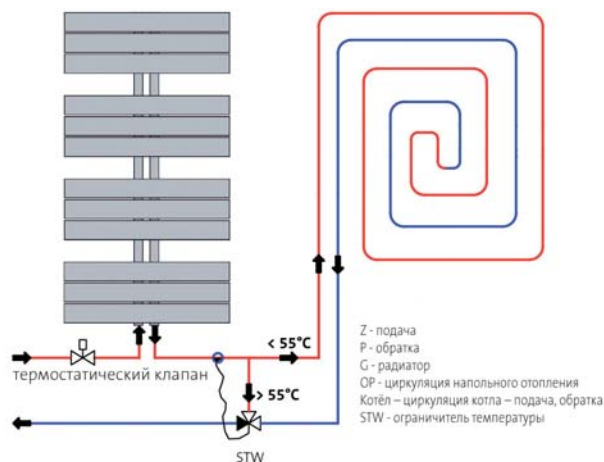 < 55°C
термостатический клапан
> 55°C
STW
Z - подача
P - обратка
G - радиатор
OP - циркуляция напольного отопления
Котёл – циркуляция котла – подача, обратка
STW - ограничитель температуры